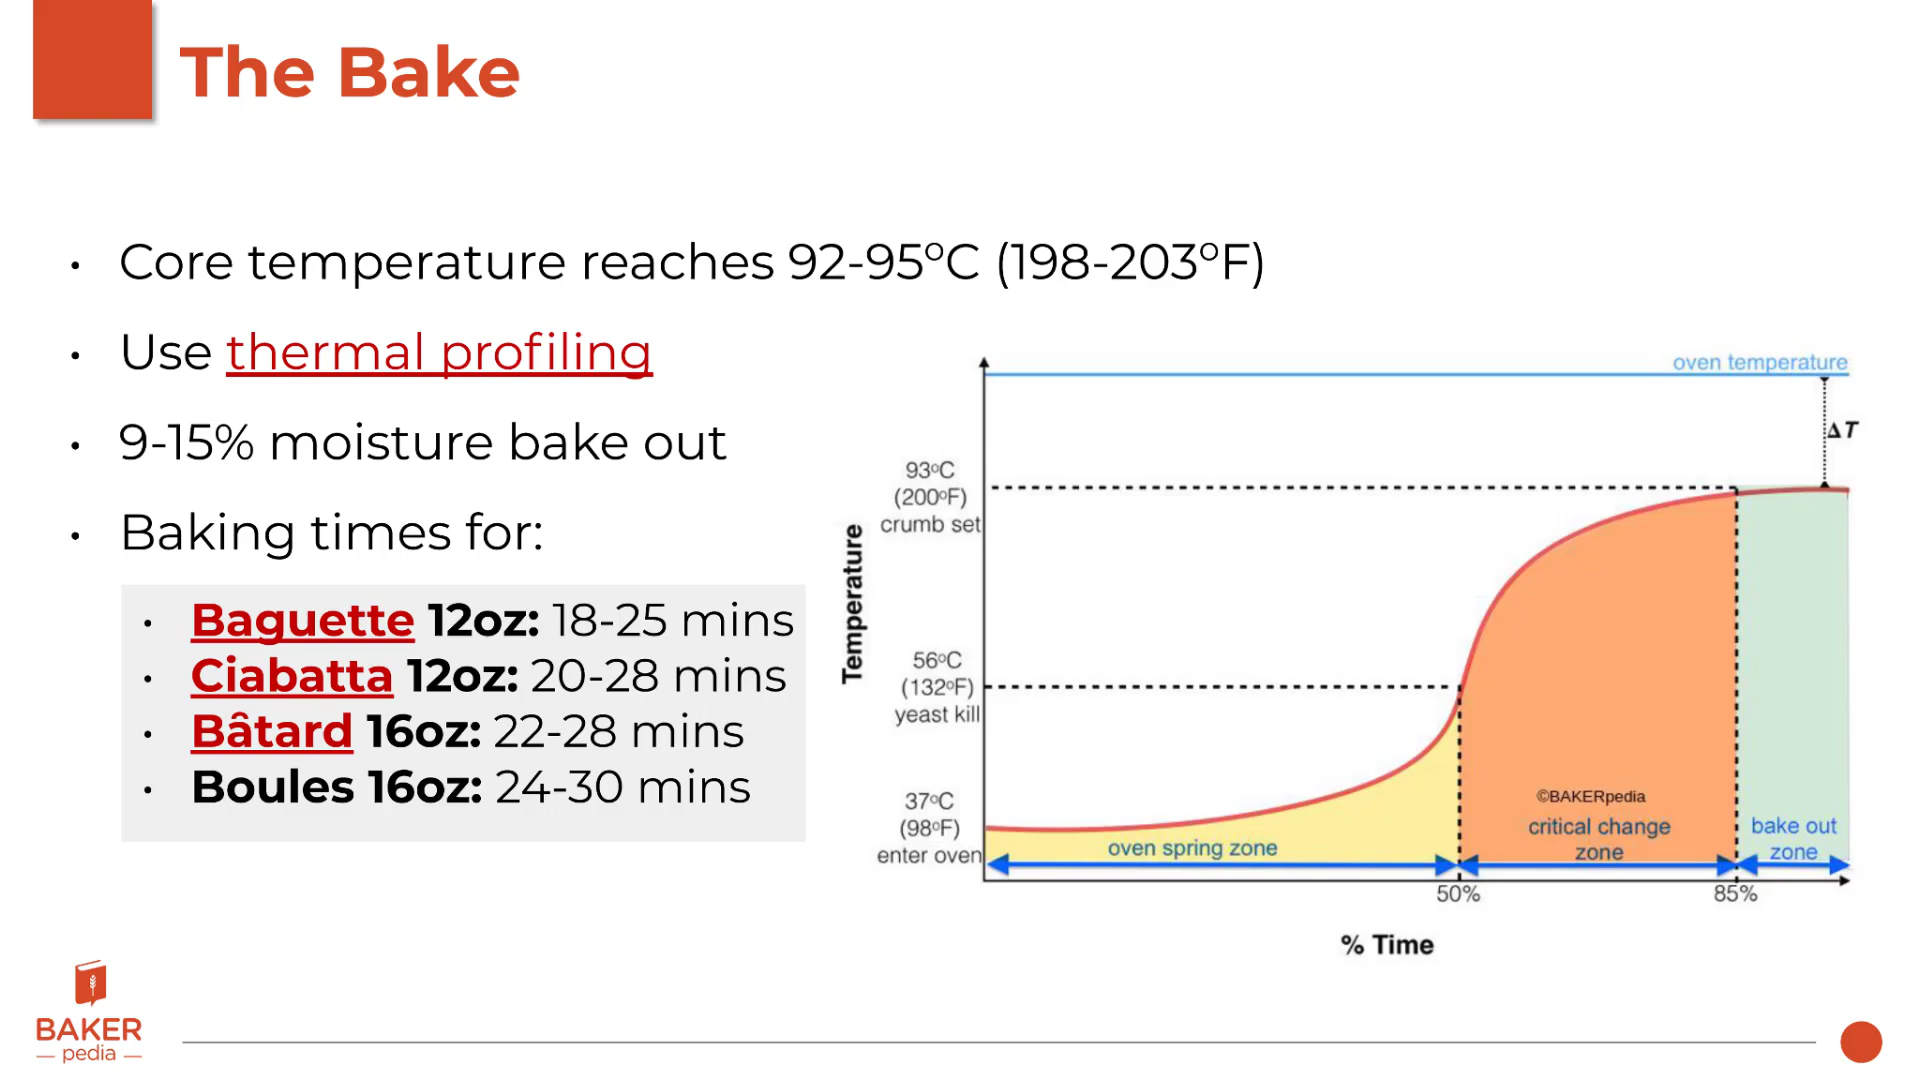 The Bake
• Core temperature reaches 92-95°C (198-203°F)
• Use thermal profiling
• 9-15% moisture bake out
• Baking times for:
• Baguette 12oz: 18-25 mins
• Ciabatta 12oz: 20-28 mins
• Bâtard 16oz: 22-28 mins
• Boules 16oz: 24-30 mins
oven temperature
ΔT
93°C
(200°F)
crumb set
Temperature
56°C
(132°F)
yeast kill
37°C
(98°F)
enter oven
©BAKERpedia
oven spring zone
critical change
zone
bake out
zone
50%
85%
% Time
BAKER
— pedia —